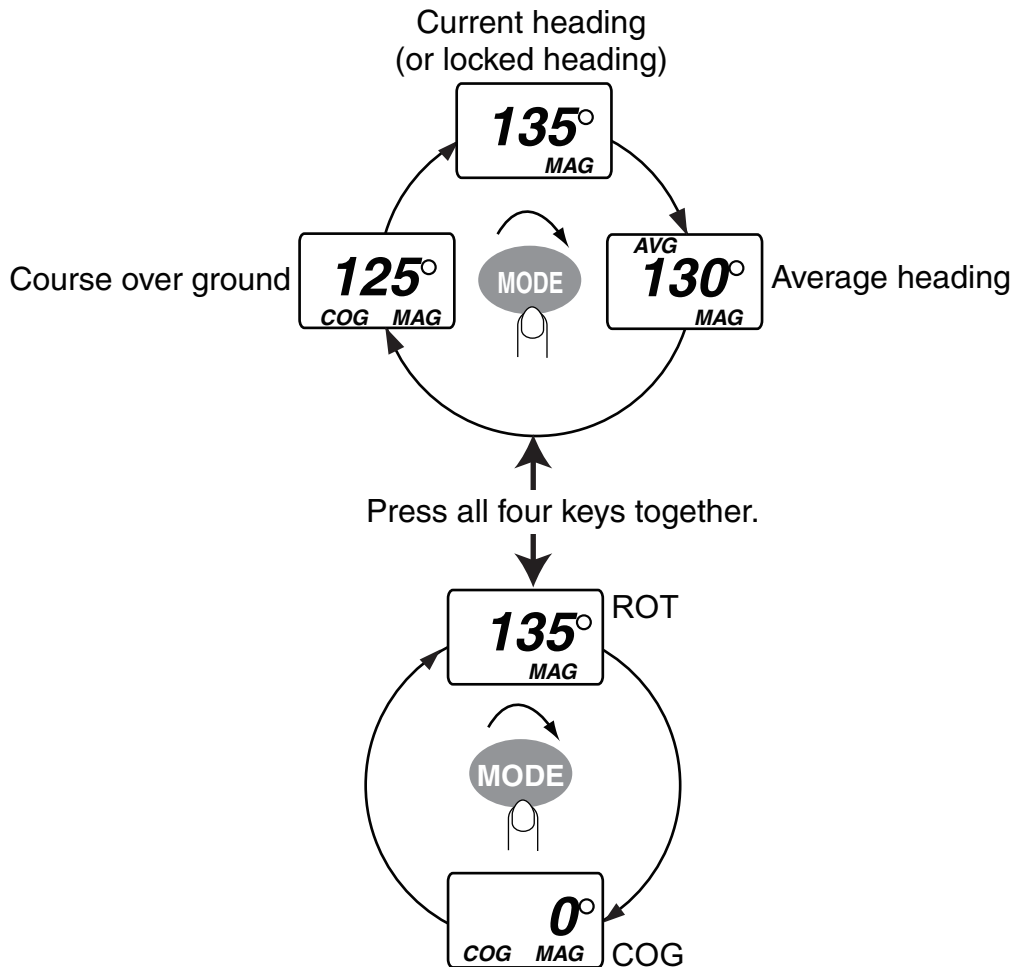 Current heading
(or locked heading)
135°
MAG
Course over ground
125°
COG MAG
MODE
AVG
130°
MAG
Average heading
Press all four keys together.
135°
MAG
ROT
MODE
0°
COG MAG
COG